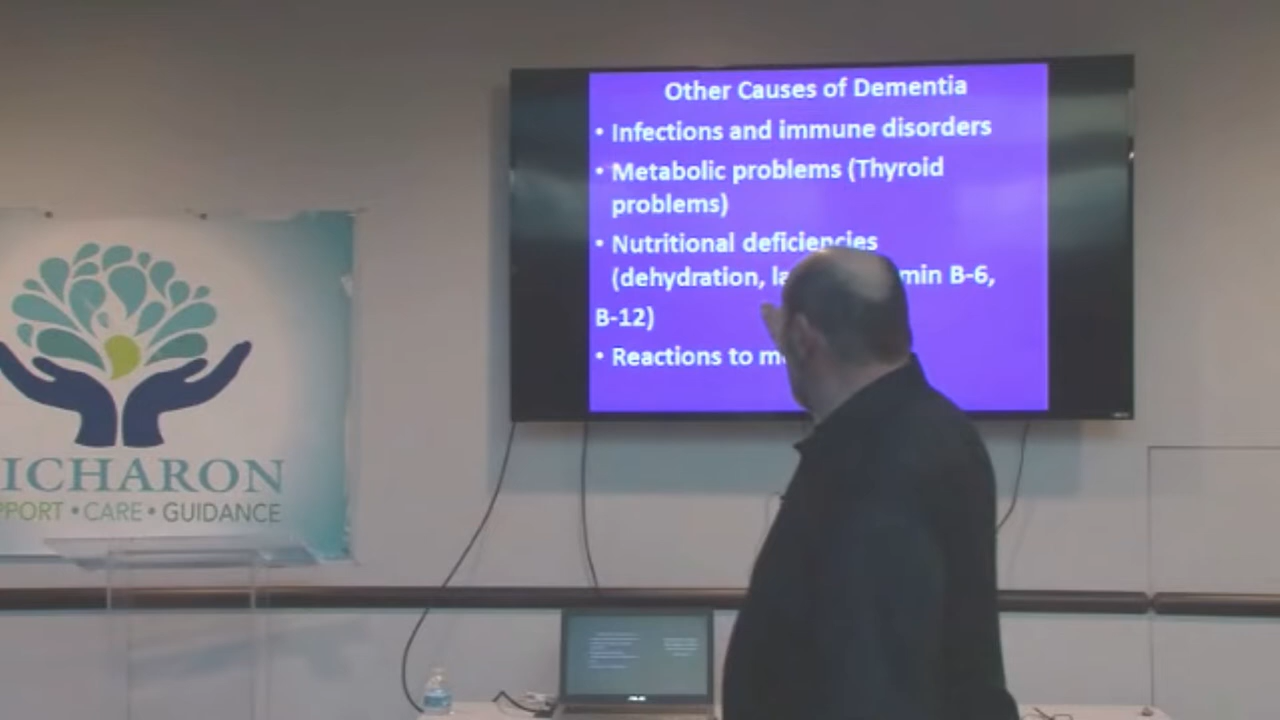 Other Causes of Dementia
• Infections and immune disorders
• Metabolic problems (Thyroid
problems)
• Nutritional deficiencies
(dehydration, B-6,
B-12)
• Reactions to
ICHARON
PPORT • CARE • GUIDANCE
ASUS